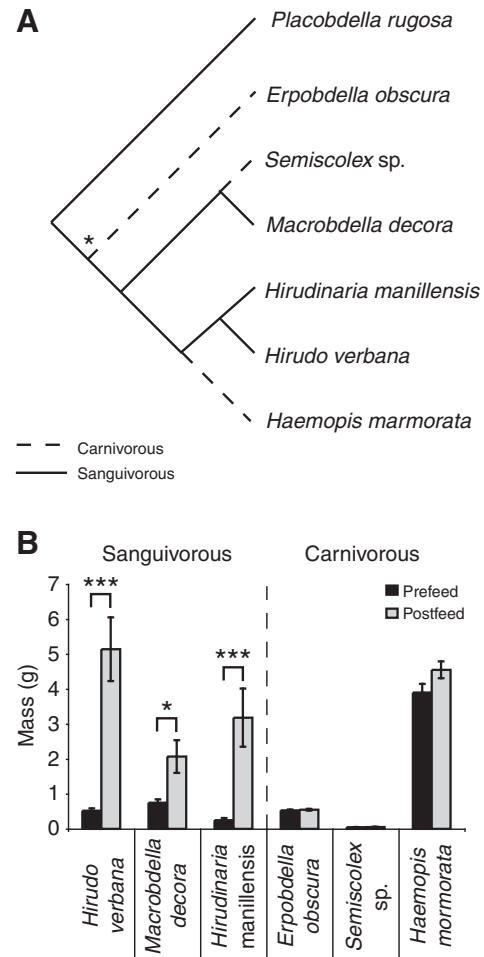 A
Placobdella rugosa
Erpobdella obscura
Semiscolex sp.
*
Macrobdella decora
Hirudinaria manillensis
Hirudo verbana
Haemopis marmorata
Carnivorous
Sanguivorous
B
Sanguivorous
Carnivorous
7
6
5
4
3
2
1
0
Mass (g)
***
*
***
Prefeed
Postfeed
Hirudo
verbana
Macrobdella
decora
Hirudinaria
manillensis
Erpobdella
obscura
Semiscolex
sp.
Haemopis
mormorata